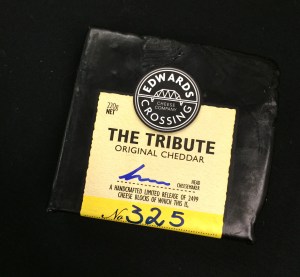 EDWARDS
CHEESE
COMPANY
CROSSING
220g
NET
THE TRIBUTE
ORIGINAL CHEDDAR
HEAD
CHEESEMAKER
A HANDCRAFTED LIMITED RELEASE OF 2499
CHEESE BLOCKS OF WHICH THIS IS,
No 325